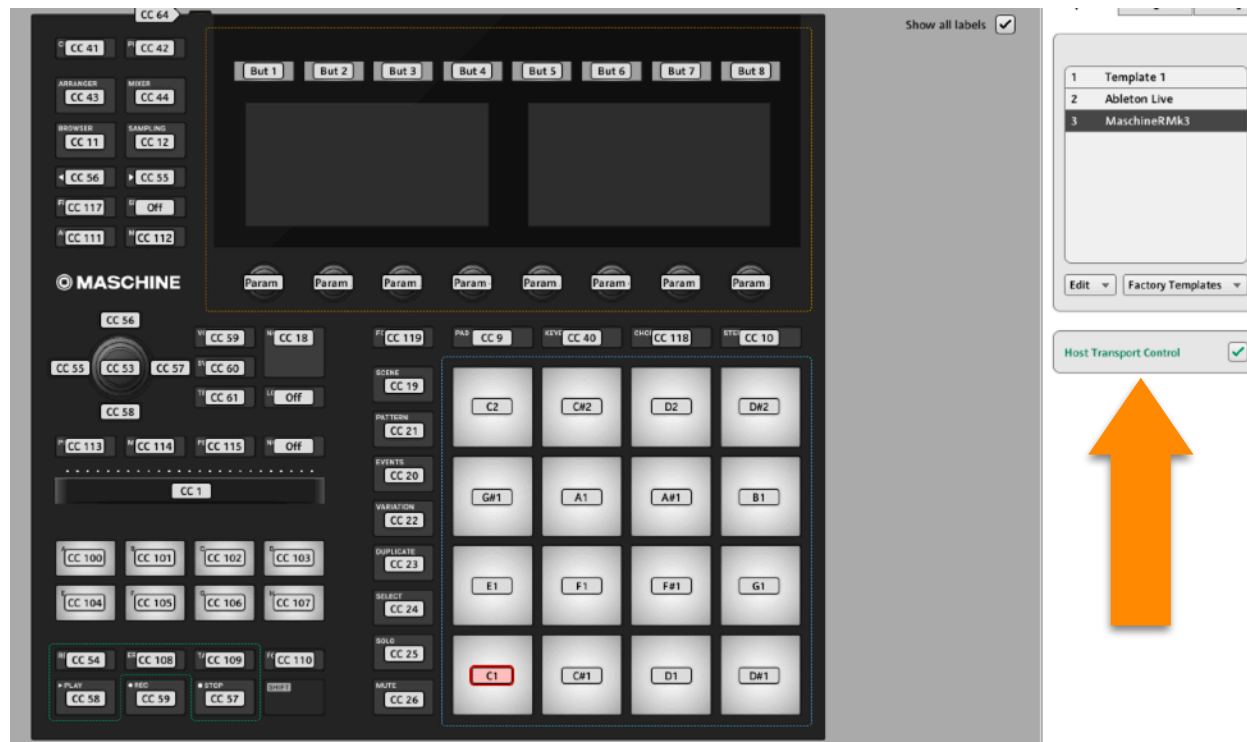 CC 64
Show all labels
CC 41 CC 42
But 1 But 2 But 3 But 4 But 5 But 6 But 7 But 8
ARRANGER MIXER
CC 43 CC 44
BROWSER SAMPLING
CC 11 CC 12
CC 56 CC 55
CC 117 Off
CC 111 CC 112
MASCHINE
Param Param Param Param Param Param Param Param
1 Template 1
2 Ableton Live
3 MaschineRMk3
Edit Factory Templates
Host Transport Control
CC 56
CC 59 CC 18
CC 55 CC 53 CC 57 CC 60
CC 61 Off
CC 58
CC 113 CC 114 CC 115 Off
CC 1
CC 100 CC 101 CC 102 CC 103
CC 104 CC 105 CC 106 CC 107
CC 54 CC 108 CC 109 CC 110
PLAY REC STOP SHIFT
CC 58 CC 59 CC 57
CC 119 PAD CC 9 CC 40 CC 118 CC 10
SCENE
CC 19
PATTERN
CC 21
EVENTS
CC 20
VARIATION
CC 22
DUPLICATE
CC 23
SELECT
CC 24
SOLO
CC 25
MUTE
CC 26
C2 C#2 D2 D#2
G#1 A1 A#1 B1
E1 F1 F#1 G1
C1 C#1 D1 D#1